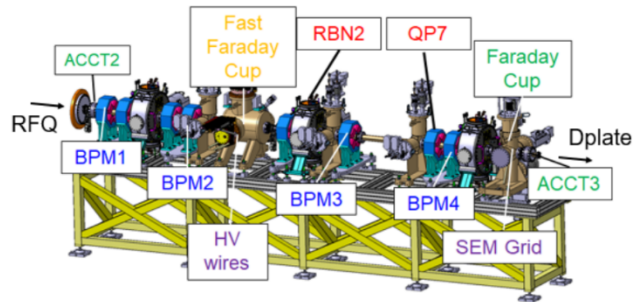 Fast
Faraday
Cup
RBN2
QP7
Faraday
Cup
ACCT2
RFQ
Dplate
BPM1
BPM2
BPM3
BPM4
ACCT3
HV
wires
SEM Grid